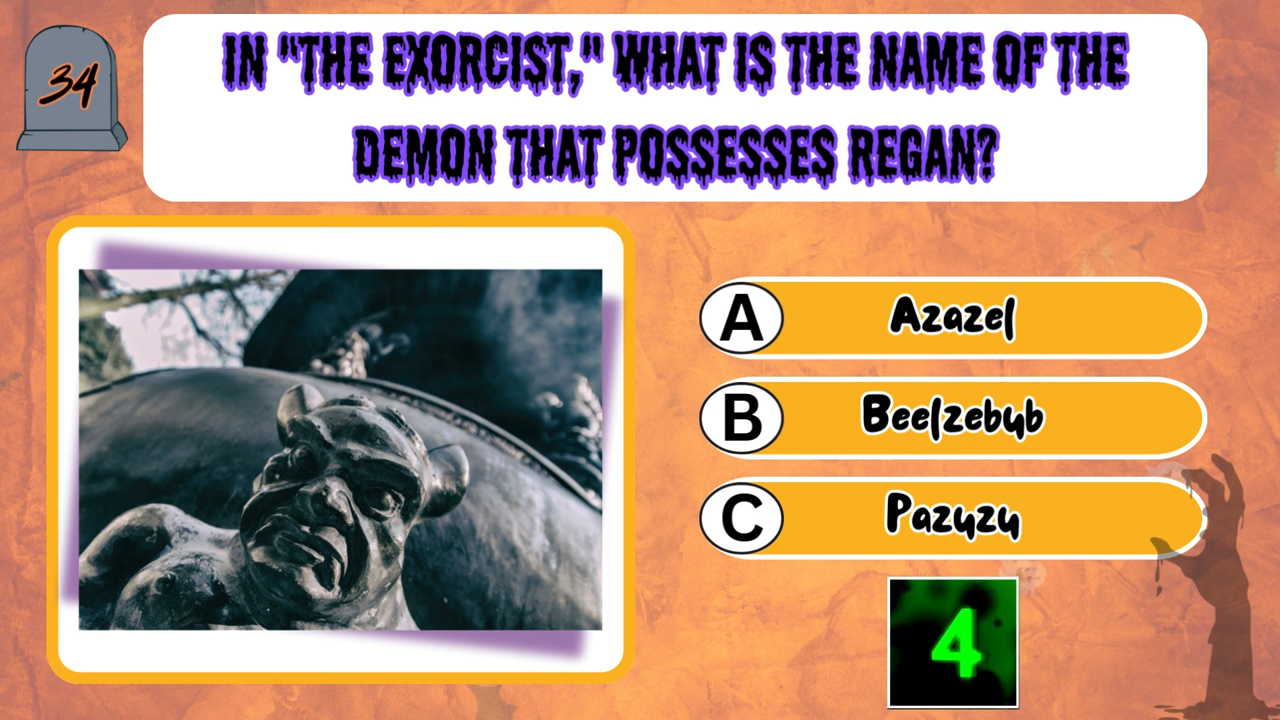 34
IN "THE EXORCIST," WHAT IS THE NAME OF THE
DEMON THAT POSSESSES REGAN?
A Azazel
B Beelzebub
C Pazuzu
4